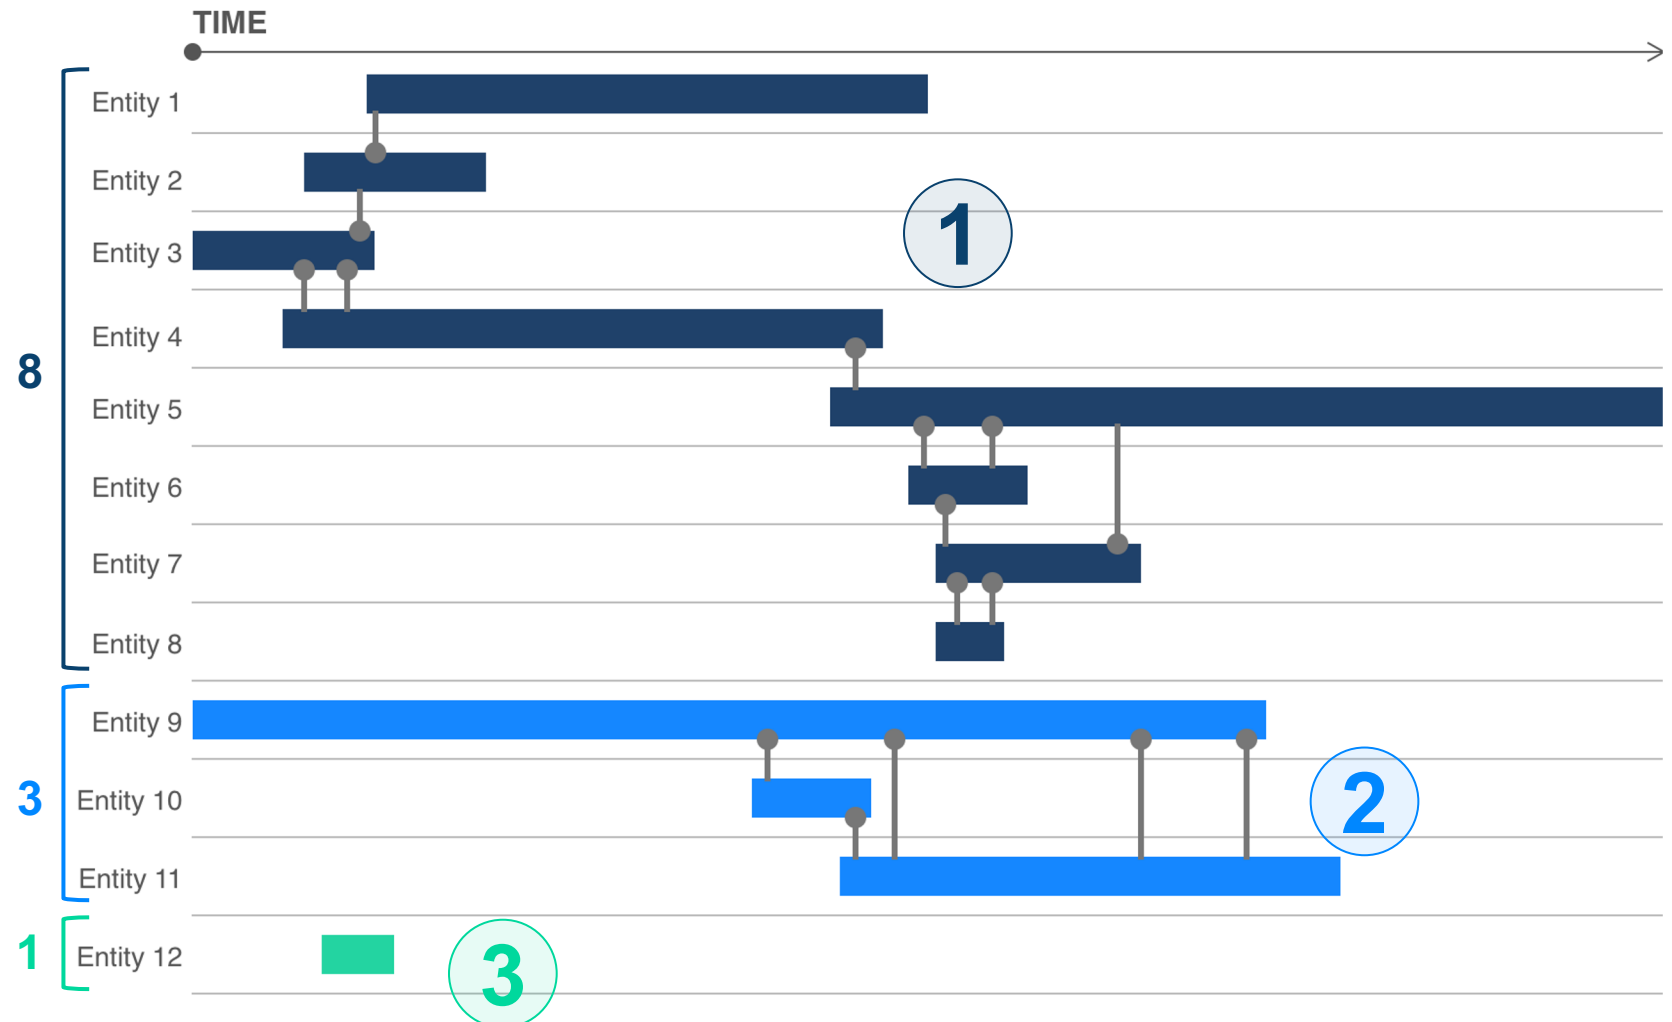 TIME
Entity 1
Entity 2
1
Entity 3
Entity 4
8
Entity 5
Entity 6
Entity 7
Entity 8
Entity 9
3
Entity 10
2
Entity 11
1
Entity 12
3